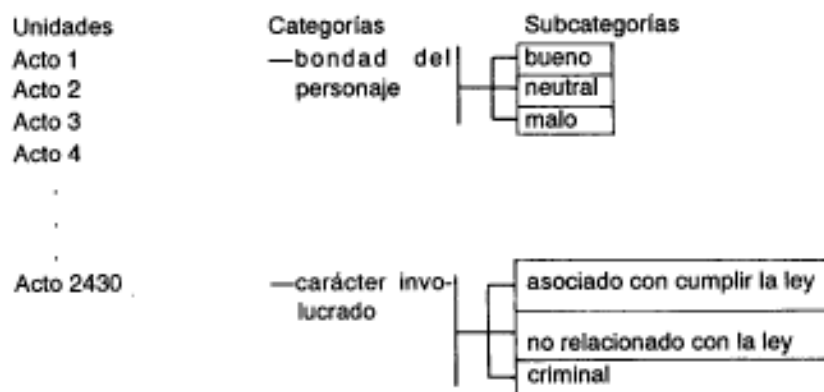 Unidades Categorías Subcategorías
Acto 1 —bondad del bueno
Acto 2 personaje neutral
Acto 3 malo
Acto 4
.
.
.
Acto 2430 —carácter invo- asociado con cumplir la ley
lucrado
no relacionado con la ley
criminal